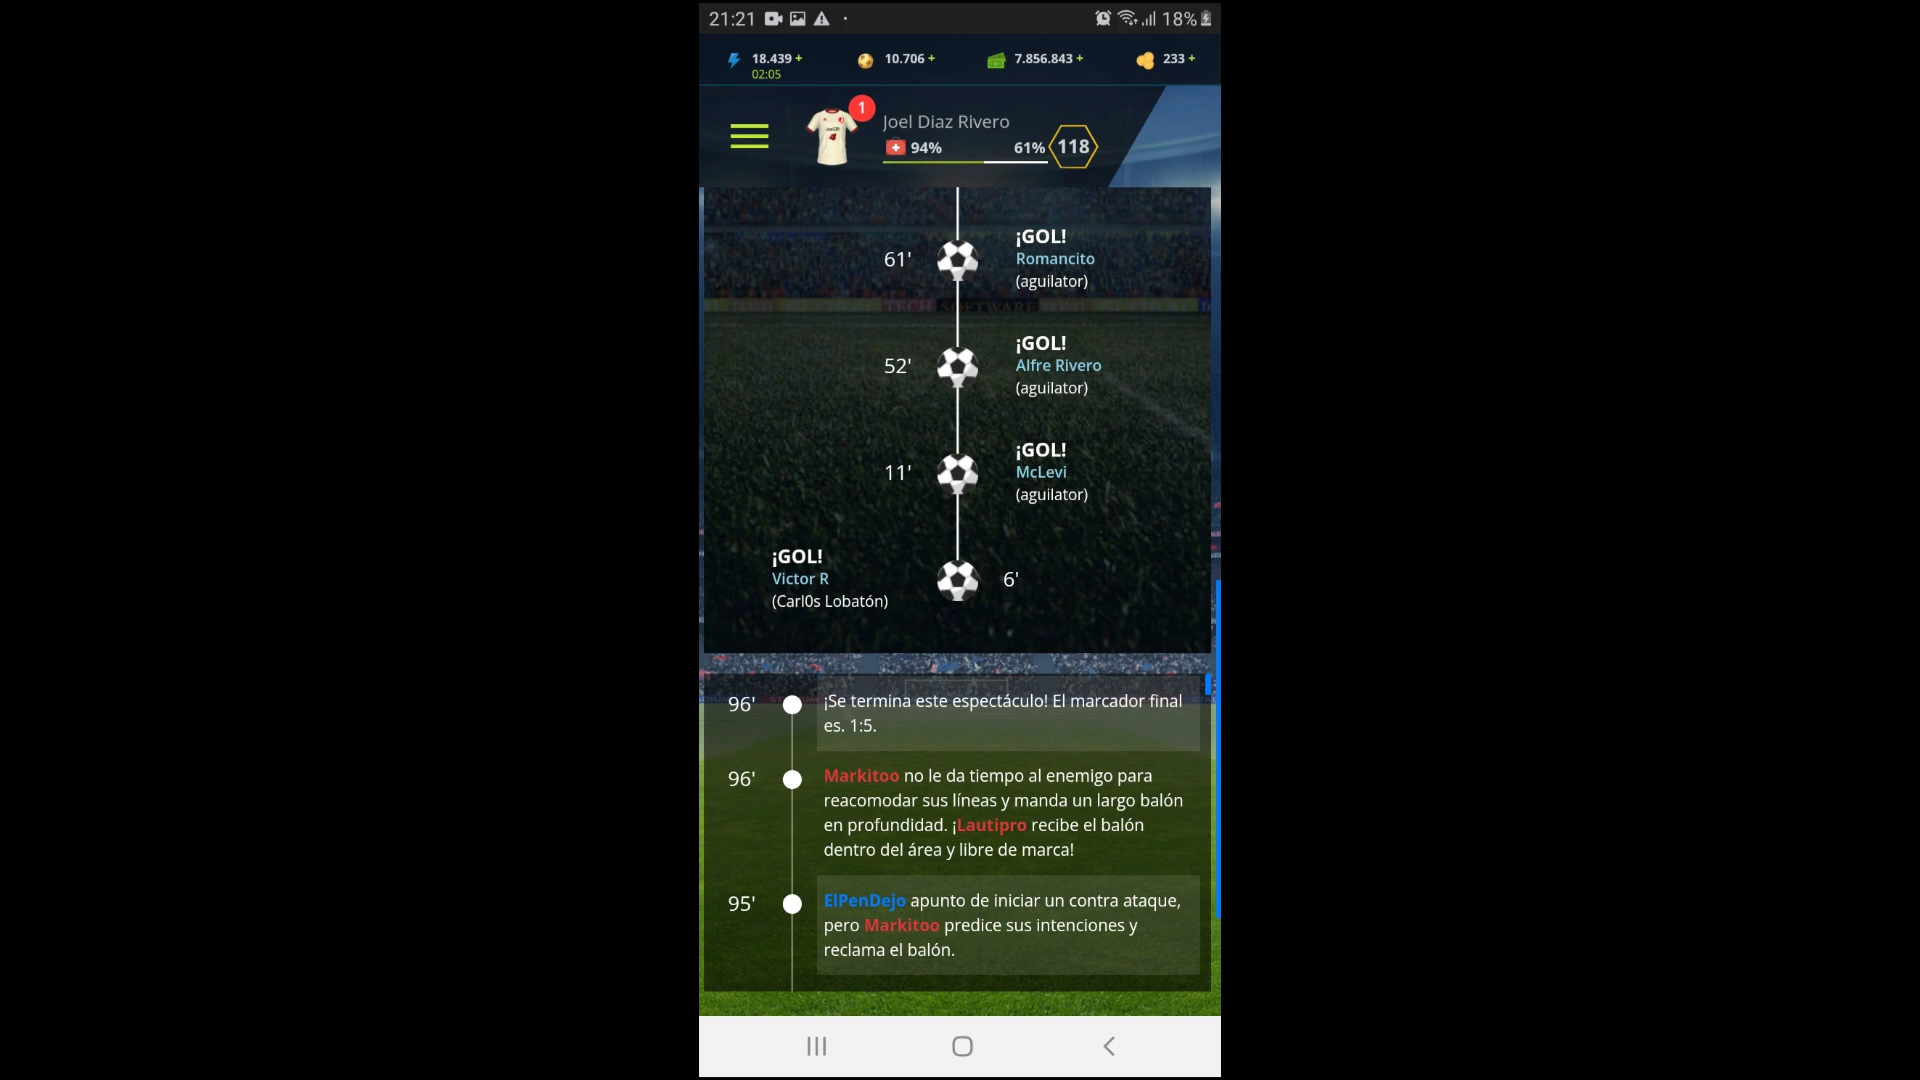 21:21
18%
18.439 +
02:05
10.706 +
7.856.843 +
233 +
1
Joel Diaz Rivero
94%
61%
118
¡GOL!
61'
Romancito
(aguilator)
TECH SOFTWARE
¡GOL!
52'
Alfre Rivero
(aguilator)
¡GOL!
11'
McLevi
(aguilator)
¡GOL!
Victor R
6'
(Carl0s Lobatón)
96'
¡Se termina este espectáculo! El marcador final
es. 1:5.
96'
Markitoo no le da tiempo al enemigo para
reacomodar sus líneas y manda un largo balón
en profundidad. ¡Lautipro recibe el balón
dentro del área y libre de marca!
95'
ElPenDejo apunto de iniciar un contra ataque,
pero Markitoo predice sus intenciones y
reclama el balón.